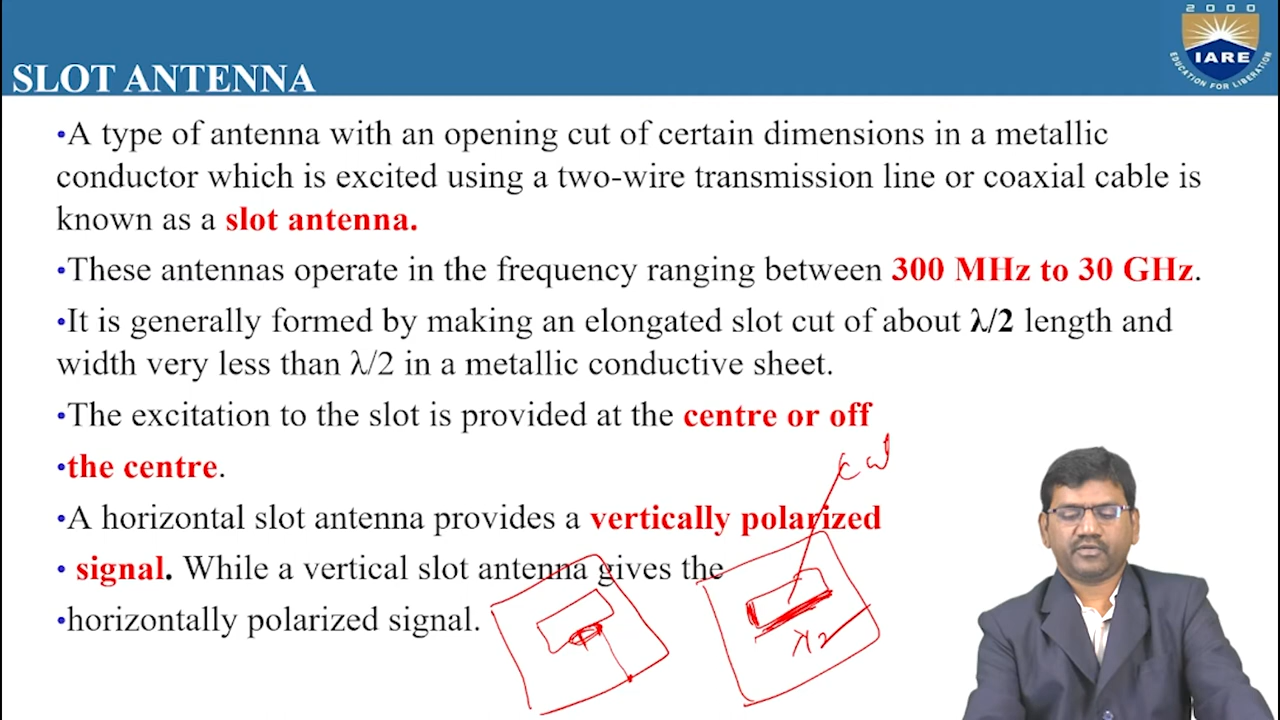 2000
IARE
EDUCATION FOR LIBERATION
SLOT ANTENNA
•A type of antenna with an opening cut of certain dimensions in a metallic
conductor which is excited using a two-wire transmission line or coaxial cable is
known as a slot antenna.
•These antennas operate in the frequency ranging between 300 MHz to 30 GHz.
•It is generally formed by making an elongated slot cut of about λ/2 length and
width very less than λ/2 in a metallic conductive sheet.
•The excitation to the slot is provided at the centre or off
•the centre.
•A horizontal slot antenna provides a vertically polarized
• signal. While a vertical slot antenna gives the
•horizontally polarized signal.